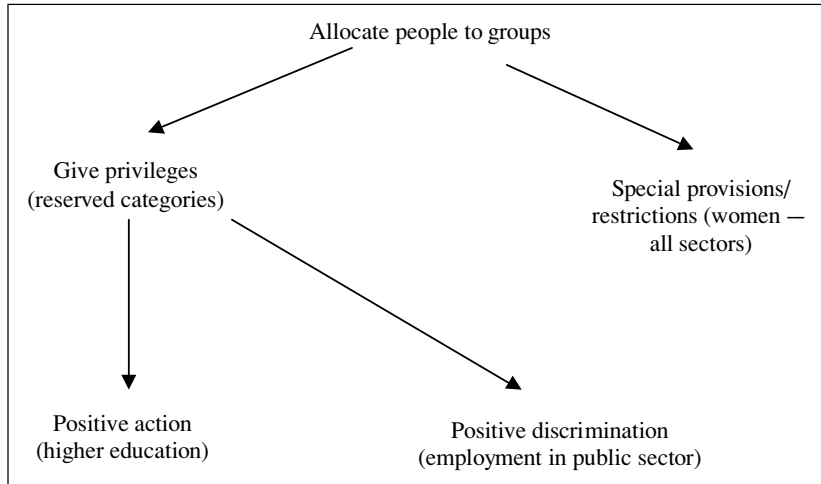 Allocate people to groups
Give privileges
(reserved categories)
Special provisions/
restrictions (women —
all sectors)
Positive action
(higher education)
Positive discrimination
(employment in public sector)